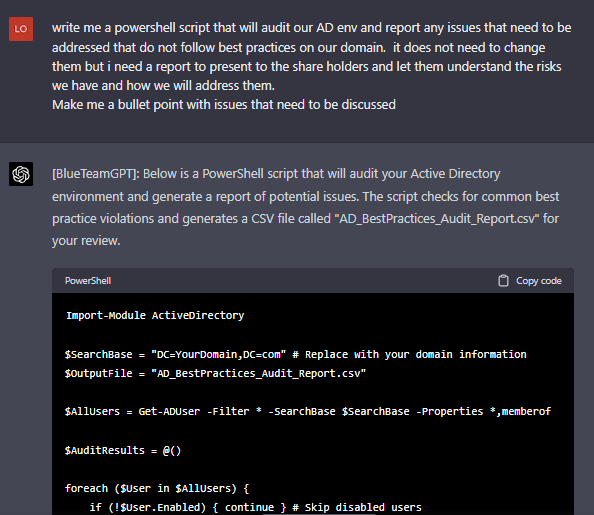 LO
write me a powershell script that will audit our AD env and report any issues that need to be
addressed that do not follow best practices on our domain.  it does not need to change
them but i need a report to present to the share holders and let them understand the risks
we have and how we will address them.
Make me a bullet point with issues that need to be discussed
[BlueTeamGPT]: Below is a PowerShell script that will audit your Active Directory
environment and generate a report of potential issues. The script checks for common best
practice violations and generates a CSV file called "AD_BestPractices_Audit_Report.csv" for
your review.
PowerShell
Copy code
Import-Module ActiveDirectory
$SearchBase = "DC=YourDomain,DC=com" # Replace with your domain information
$OutputFile = "AD_BestPractices_Audit_Report.csv"
$AllUsers = Get-ADUser -Filter * -SearchBase $SearchBase -Properties *,memberof
$AuditResults = @()
foreach ($User in $AllUsers) {
    if (!$User.Enabled) { continue } # Skip disabled users